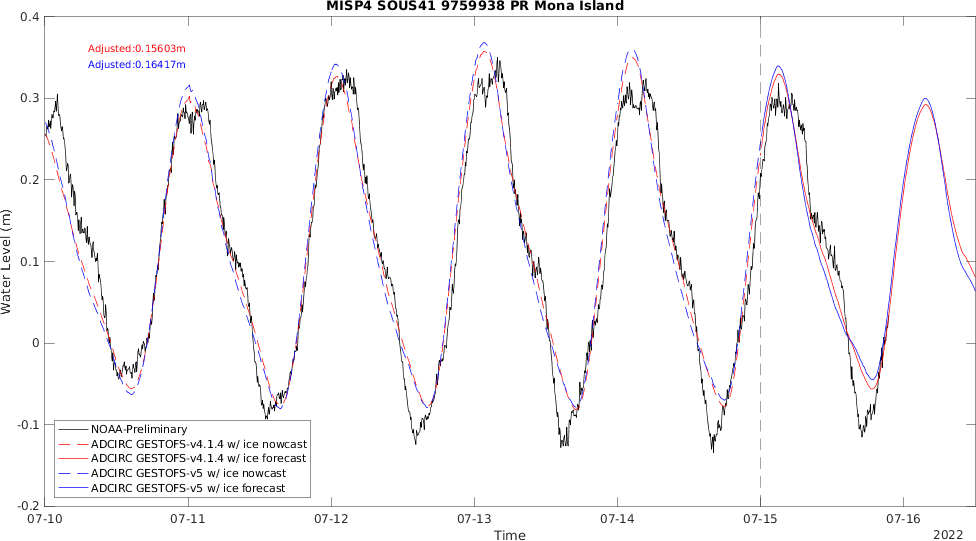 MISP4 SOUS41 9759938 PR Mona Island
0.4
Adjusted:0.15603m
Adjusted:0.16417m
0.3
0.2
0.1
0
-0.1
-0.2
Water Level (m)
NOAA-Preliminary
ADCIRC GESTOFS-v4.1.4 w/ ice nowcast
ADCIRC GESTOFS-v4.1.4 w/ ice forecast
ADCIRC GESTOFS-v5 w/ ice nowcast
ADCIRC GESTOFS-v5 w/ ice forecast
07-10 07-11 07-12 07-13 07-14 07-15 07-16
Time
2022